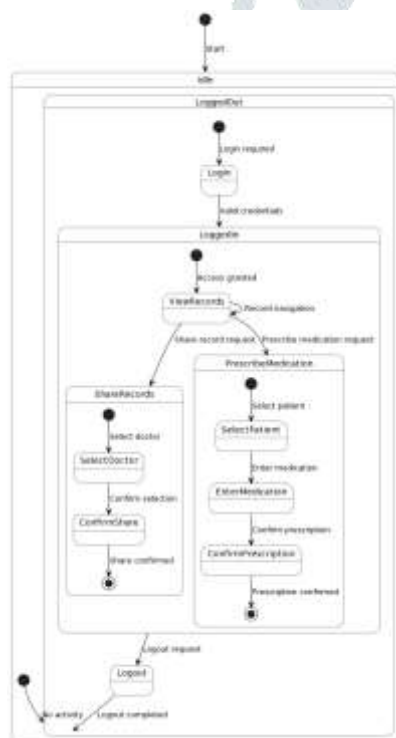 start
Idle
LoggedOut
Login required
Login
Valid credentials
LoggedIn
Access granted
ViewRecords
Record navigation
Share record request
Prescribe medication request
ShareRecords
PrescribeMedication
Select doctor
Select patient
SelectDoctor
SelectPatient
Confirm selection
Enter medication
ConfirmShare
EnterMedication
Share confirmed
Confirm prescription
ConfirmPrescription
Prescription confirmed
Logout request
Logout
No activity
Logout completed